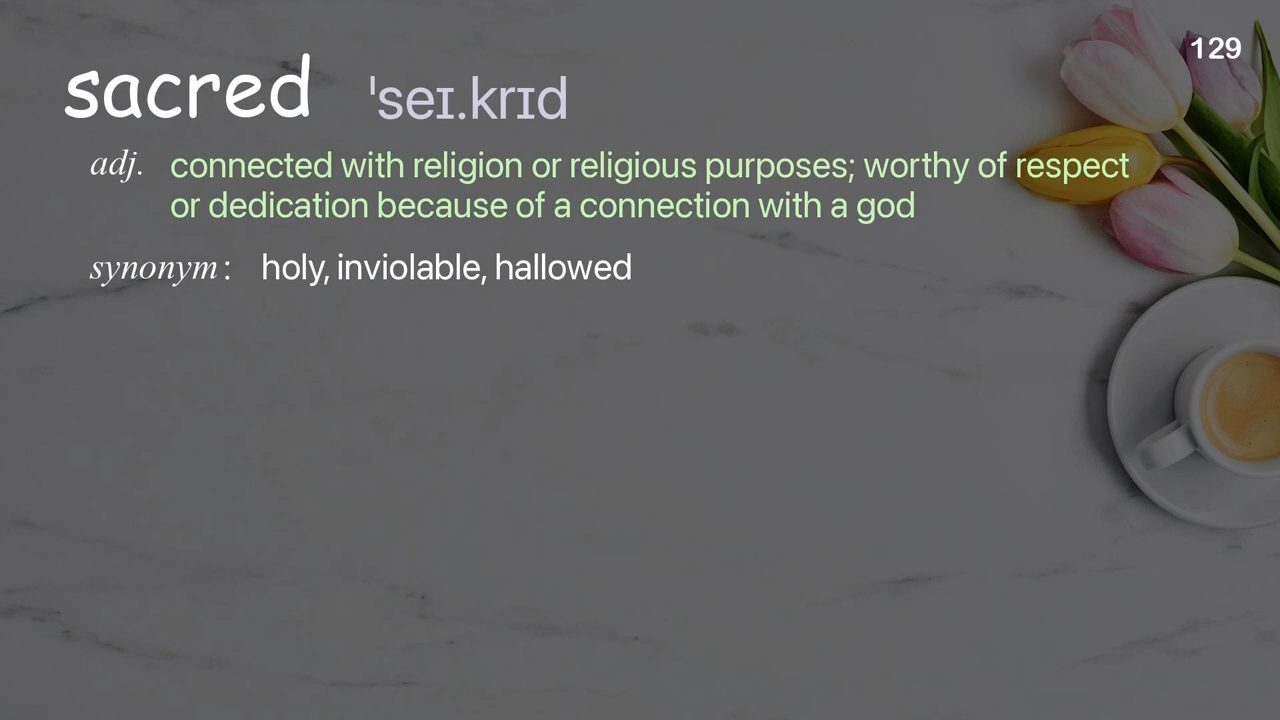 129
sacred ˈseɪ.krɪd
adj. connected with religion or religious purposes; worthy of respect
or dedication because of a connection with a god
synonym : holy, inviolable, hallowed